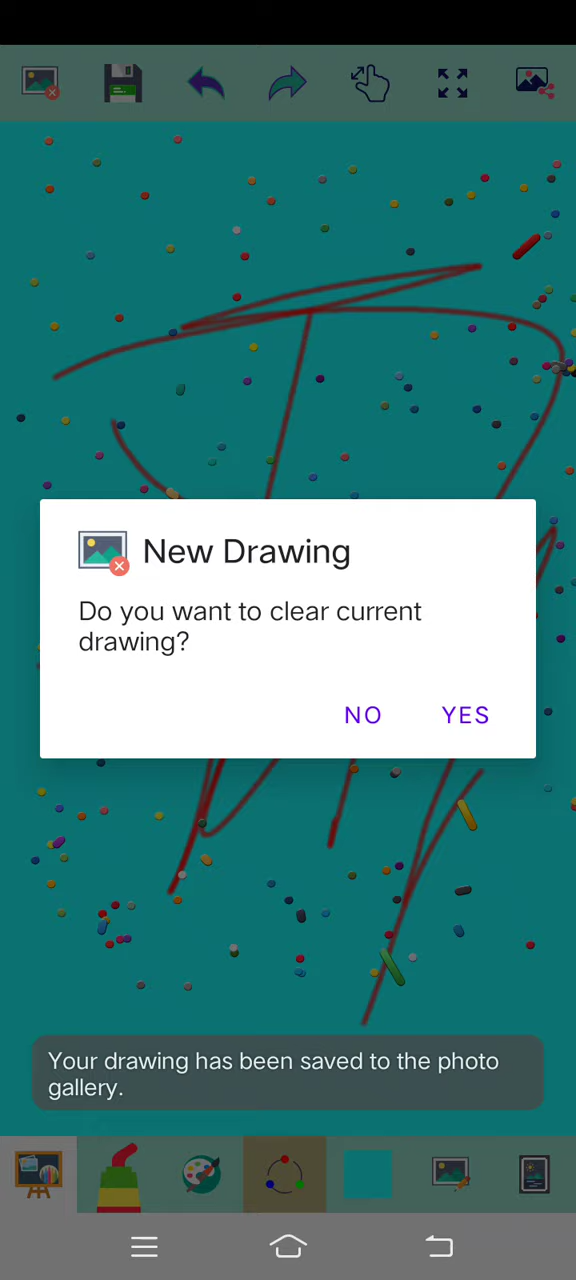 New Drawing
Do you want to clear current
drawing?
NO YES
Your drawing has been saved to the photo
gallery.